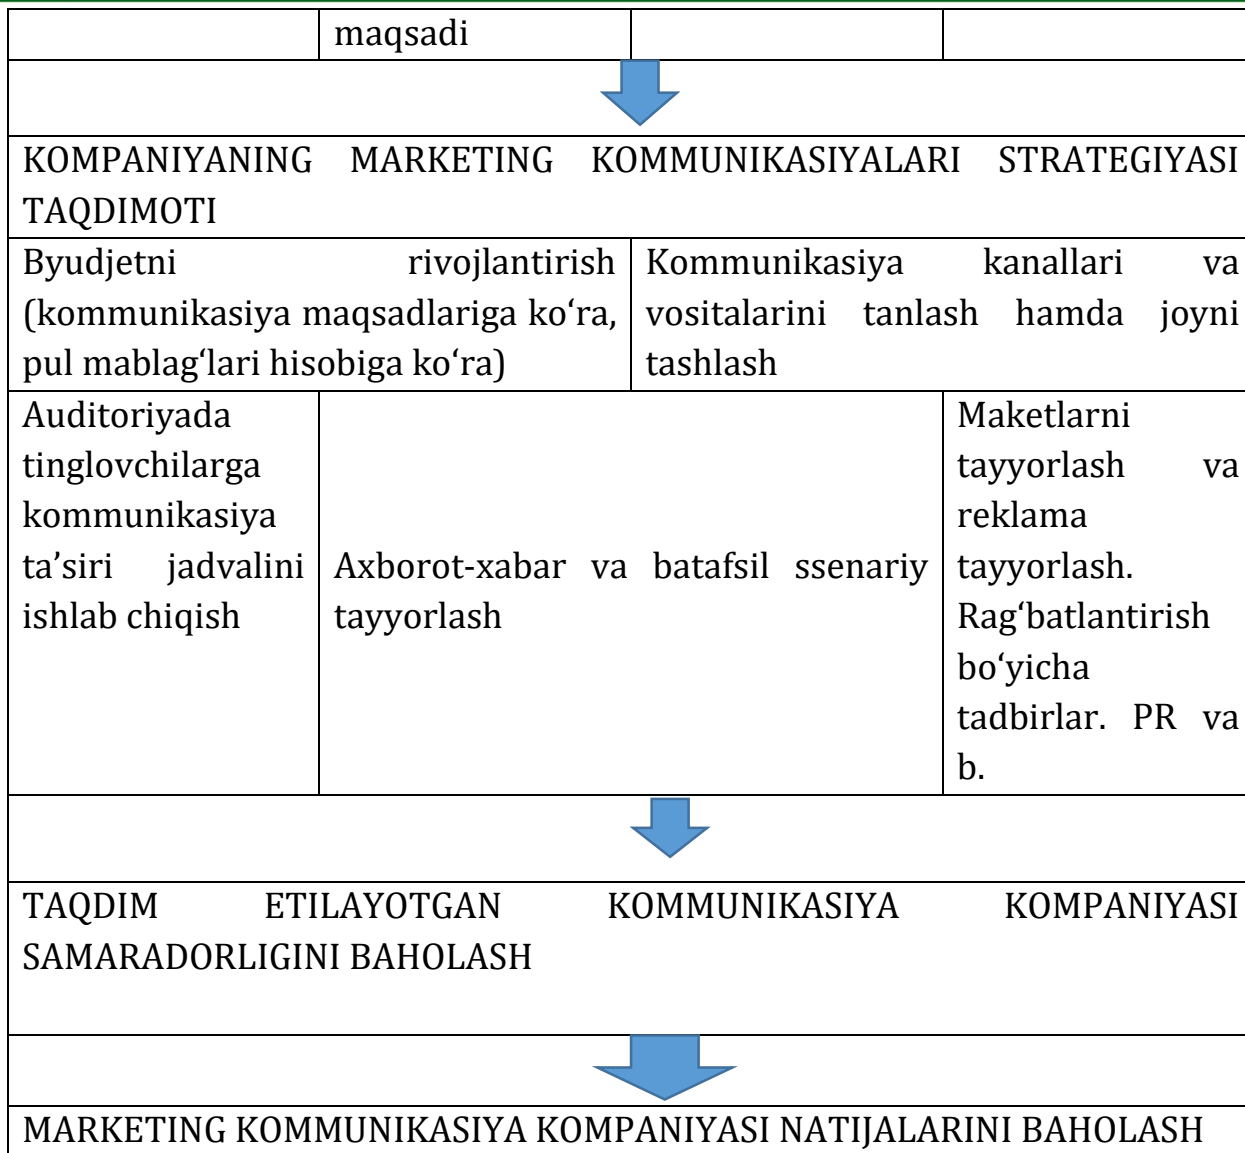 maqsadi
KOMPANIYANING MARKETING KOMMUNIKASIYALARI STRATEGIYASI
TAQDIMOTI
Byudjetni rivojlantirish
(kommunikasiya maqsadlariga ko‘ra,
pul mablag‘lari hisobiga ko‘ra)
Kommunikasiya kanallari va
vositalarini tanlash hamda joyni
tashlash
Auditoriyada
tinglovchilarga
kommunikasiya
ta’siri jadvalini
ishlab chiqish
Axborot-xabar va batafsil ssenariy
tayyorlash
Maketlarni
tayyorlash va
reklama
tayyorlash.
Rag‘batlantirish
bo‘yicha
tadbirlar. PR va
b.
TAQDIM ETILAYOTGAN KOMMUNIKASIYA KOMPANIYASI
SAMARADORLIGINI BAHOLASH
MARKETING KOMMUNIKASIYA KOMPANIYASI NATIJALARINI BAHOLASH